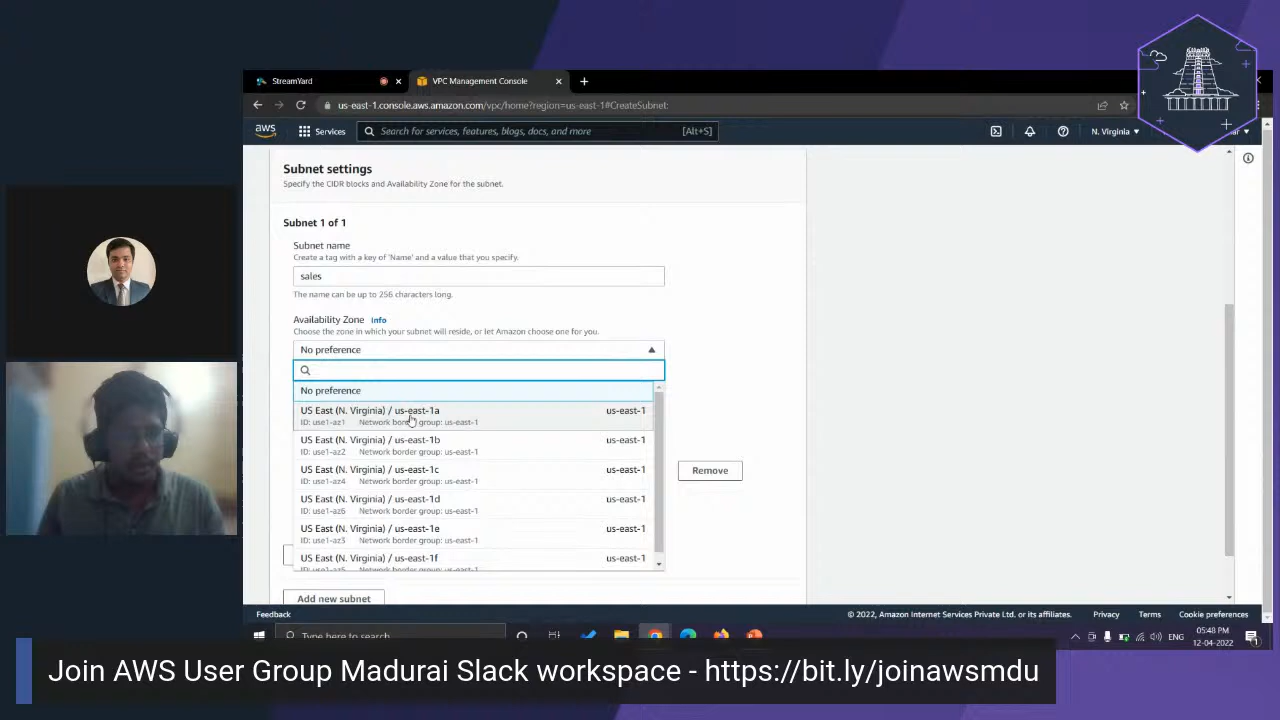 StreamYard
VPC Management Console
us-east-1.console.aws.amazon.com/vpc/home?region=us-east-1#CreateSubnet:
aws
Services
Search for services, features, blogs, docs, and more
[Alt+S]
N. Virginia
Subnet settings
Specify the CIDR blocks and Availability Zone for the subnet.
Subnet 1 of 1
Subnet name
Create a tag with a key of 'Name' and a value that you specify.
sales
The name can be up to 256 characters long.
Availability Zone Info
Choose the zone in which your subnet will reside, or let Amazon choose one for you.
No preference
No preference
US East (N. Virginia) / us-east-1a us-east-1
ID: use1-az1 Network border group: us-east-1
US East (N. Virginia) / us-east-1b us-east-1
ID: use1-az2 Network border group: us-east-1
US East (N. Virginia) / us-east-1c us-east-1
ID: use1-az4 Network border group: us-east-1
Remove
US East (N. Virginia) / us-east-1d us-east-1
ID: use1-az6 Network border group: us-east-1
US East (N. Virginia) / us-east-1e us-east-1
ID: use1-az3 Network border group: us-east-1
US East (N. Virginia) / us-east-1f us-east-1
ID: use1-az5 Network border group: us-east-1
Add new subnet
Feedback
© 2022, Amazon Internet Services Private Ltd. or its affiliates.
Privacy
Terms
Cookie preferences
Type here to search
ENG
05:48 PM
12-04-2022
Join AWS User Group Madurai Slack workspace - https://bit.ly/joinawsmdu